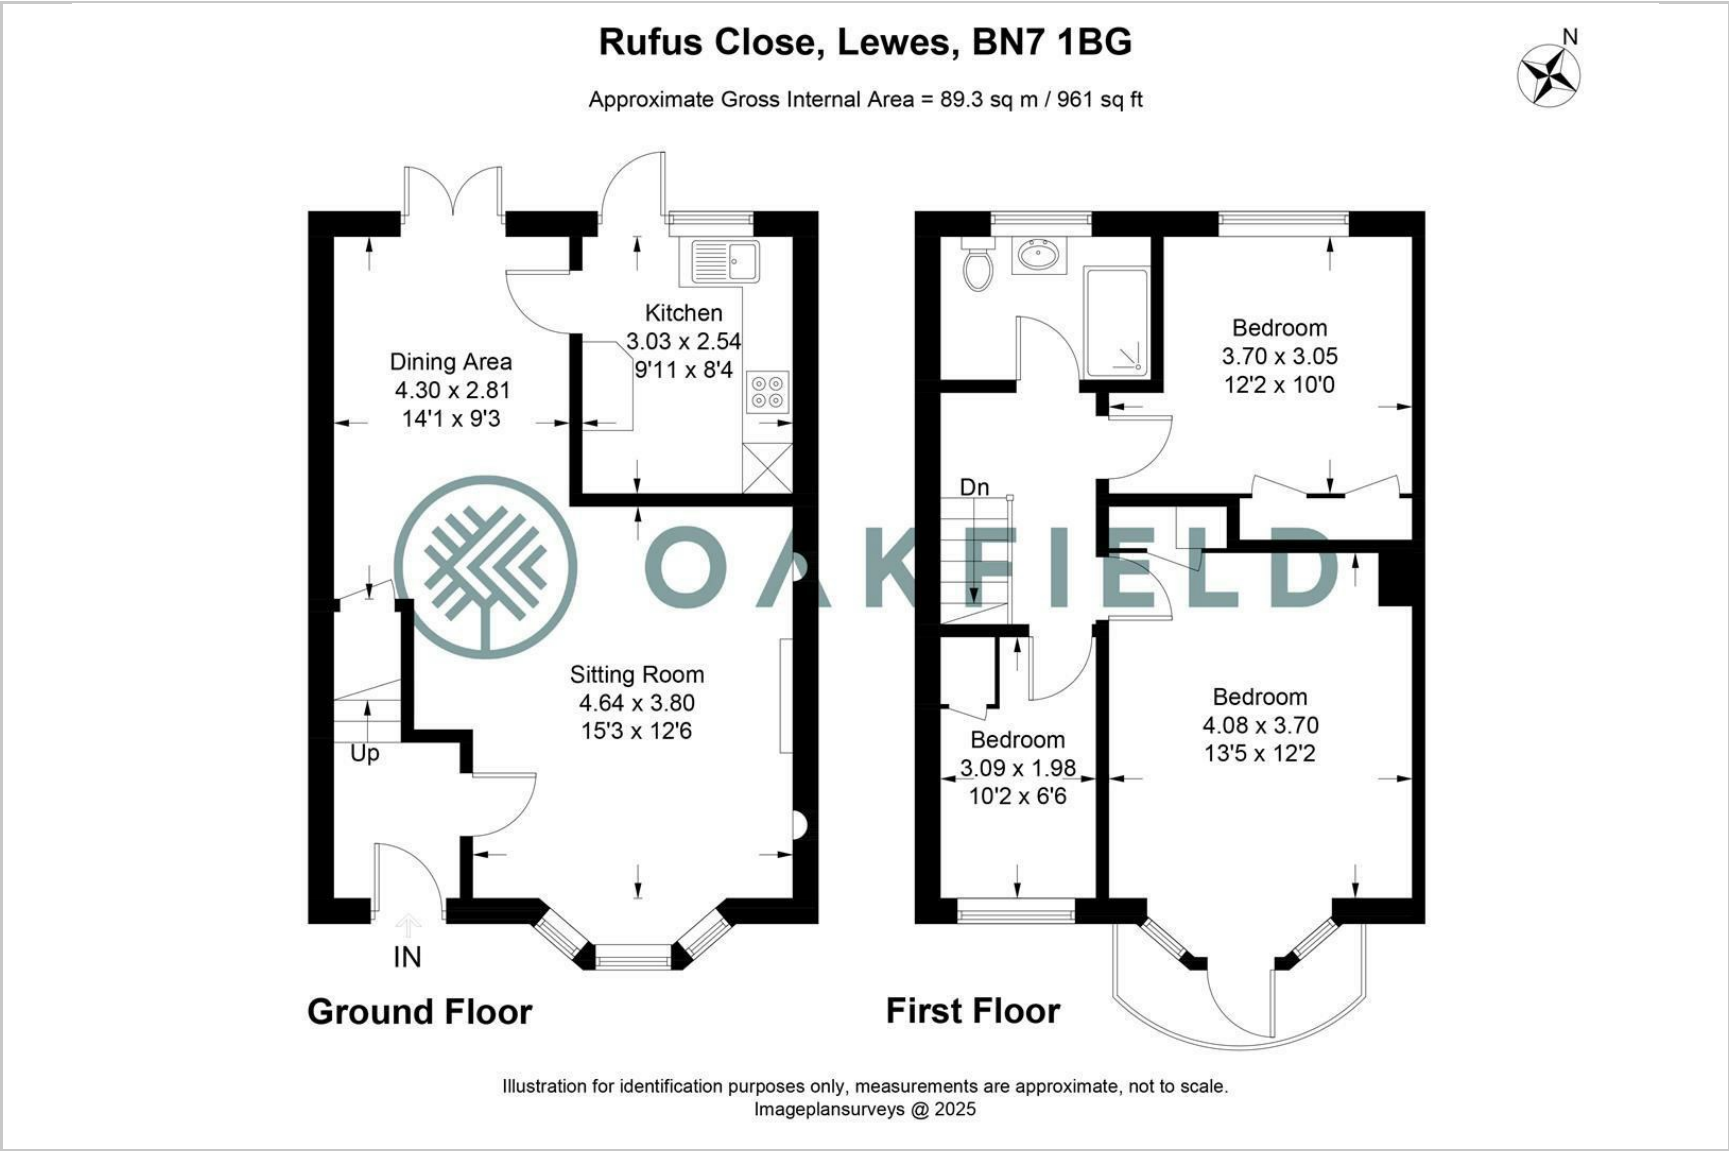 Rufus Close, Lewes, BN7 1BG
Approximate Gross Internal Area = 89.3 sq m / 961 sq ft
N
Kitchen
3.03 x 2.54
9'11 x 8'4
Dining Area
4.30 x 2.81
14'1 x 9'3
Sitting Room
4.64 x 3.80
15'3 x 12'6
Up
IN
Ground Floor
Bedroom
3.70 x 3.05
12'2 x 10'0
Dn
OAKFIELD
Bedroom
4.08 x 3.70
13'5 x 12'2
Bedroom
3.09 x 1.98
10'2 x 6'6
First Floor
Illustration for identification purposes only, measurements are approximate, not to scale.
Imageplansurveys @ 2025